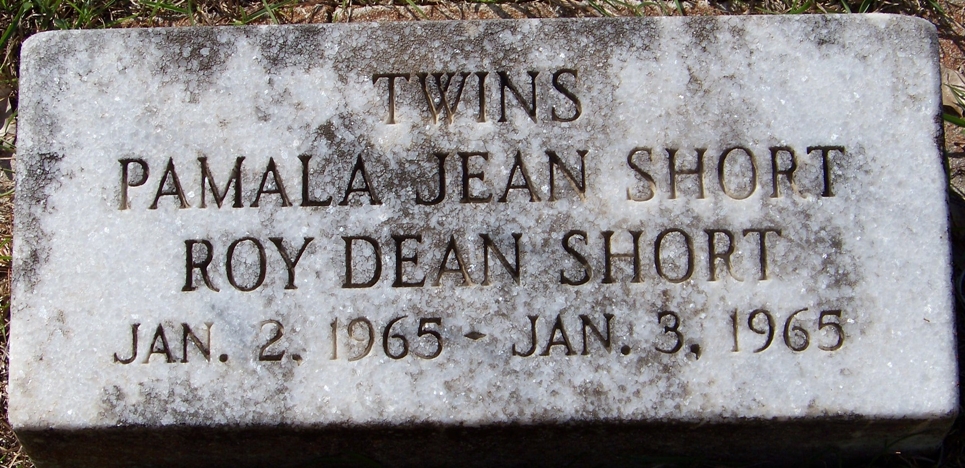 TWINS
PAMALA JEAN SHORT
ROY DEAN SHORT
JAN. 2, 1965 - JAN. 3, 1965